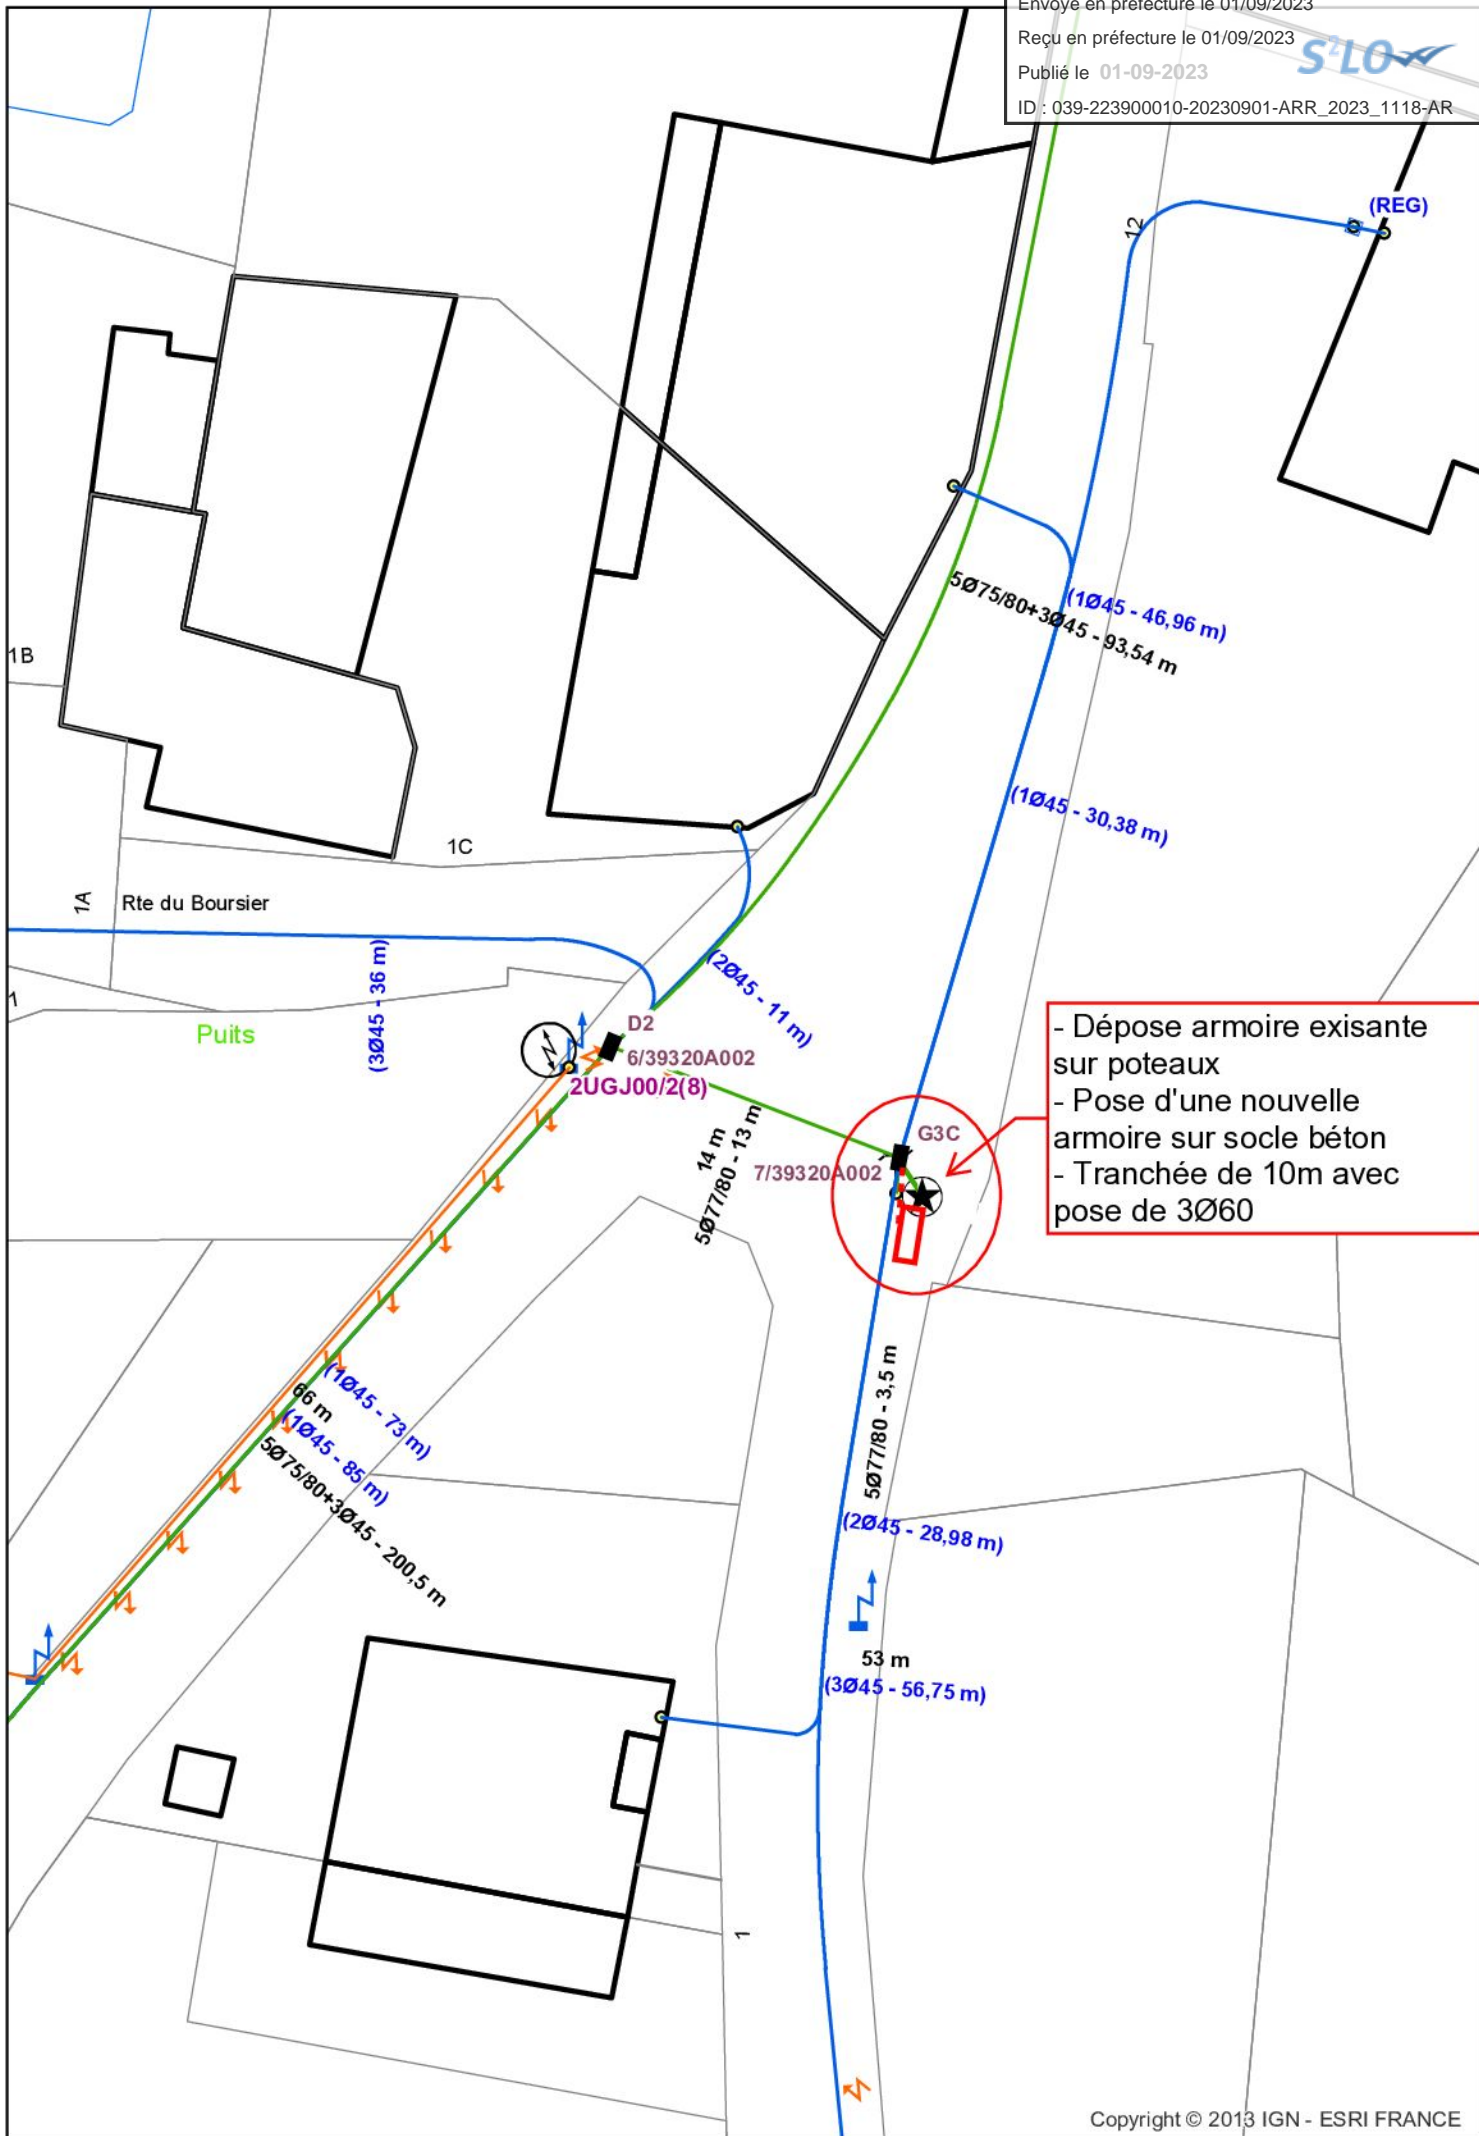 Envoyé en préfecture le 01/09/2023
Reçu en préfecture le 01/09/2023
S²LO
Publié le 01-09-2023
ID : 039-223900010-20230901-ARR_2023_1118-AR
(REG)
12
(1Ø45 - 46,96 m)
5Ø75/80+3Ø45 - 93,54 m
1B
(1Ø45 - 30,38 m)
1C
1A
Rte du Boursier
(3Ø45 - 36 m)
(2Ø45 - 11 m)
1
Puits
D2
6/39320A002
2UGJ00/2(8)
- Dépose armoire exisante
sur poteaux
- Pose d'une nouvelle
armoire sur socle béton
- Tranchée de 10m avec
pose de 3Ø60
G3C
7/39320A002
14 m
5Ø77/80 - 13 m
(1Ø45 - 73 m)
66 m
(1Ø45 - 85 m)
5Ø75/80+3Ø45 - 200,5 m
5Ø77/80 - 3,5 m
(2Ø45 - 28,98 m)
53 m
(3Ø45 - 56,75 m)
1
Copyright © 2013 IGN - ESRI FRANCE